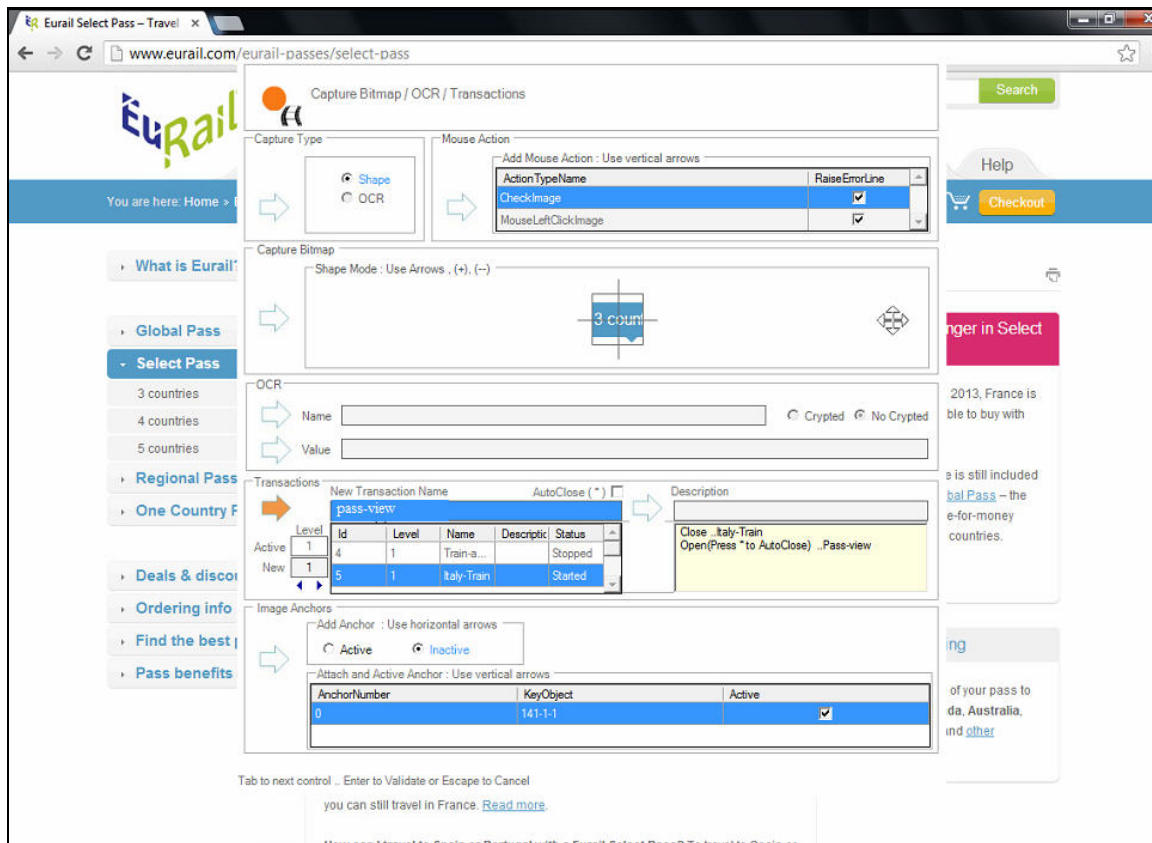 Eurail Select Pass – Travel
www.eurail.com/eurail-passes/select-pass
EuRail
Search
Help
You are here: Home »
Checkout
Capture Bitmap / OCR / Transactions
Capture Type
Shape
OCR
Mouse Action
Add Mouse Action : Use vertical arrows
ActionTypeName RaiseErrorLine
CheckImage
MouseLeftClickImage
Capture Bitmap
Shape Mode : Use Arrows , (+), (--)
3 coun
What is Eurail?
Global Pass
Select Pass
3 countries
4 countries
5 countries
Regional Pass
One Country
Deals & discou
Ordering info
Find the best
Pass benefits
nger in Select
2013, France is
ble to buy with
e is still included
bal Pass – the
e-for-money
countries.
ing
of your pass to
da, Australia,
nd other
OCR
Name
Crypted No Crypted
Value
Transactions
New Transaction Name AutoClose ( * )
pass-view
Description
Level
Active 1
New 1
Id Level Name Descriptic Status
4 1 Train-a... Stopped
5 1 Italy-Train Started
Close ..Italy-Train
Open(Press * to AutoClose) ..Pass-view
Image Anchors
Add Anchor : Use horizontal arrows
Active Inactive
Attach and Active Anchor : Use vertical arrows
AnchorNumber KeyObject Active
0 141-1-1
Tab to next control .. Enter to Validate or Escape to Cancel
you can still travel in France. Read more.